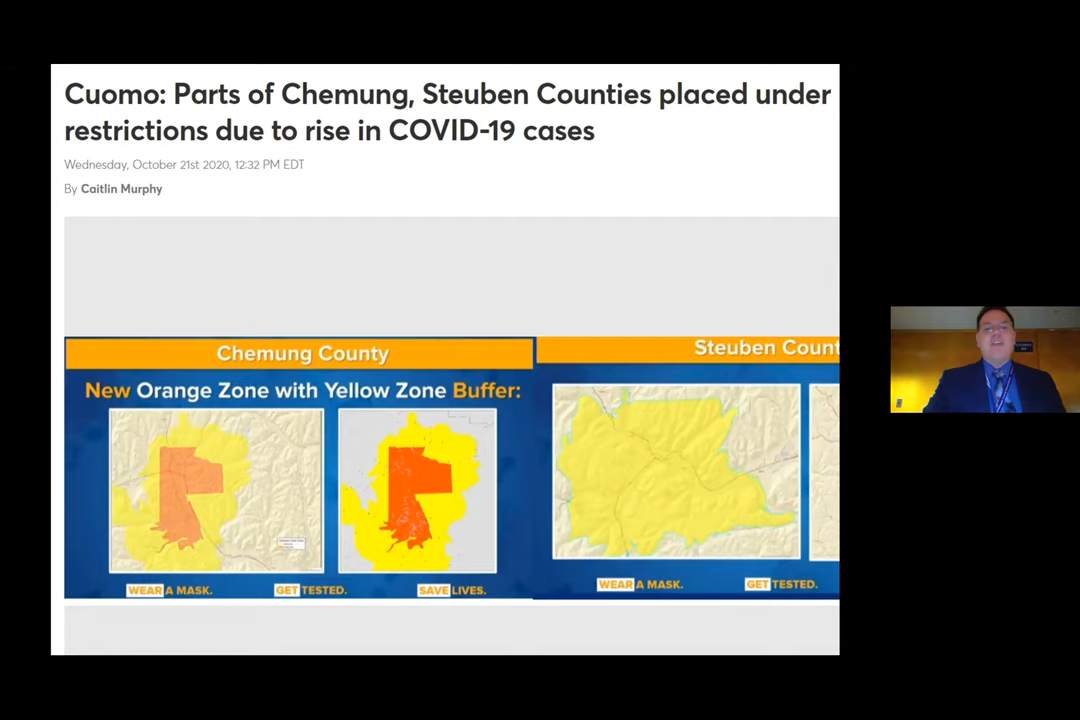 Cuomo: Parts of Chemung, Steuben Counties placed under
restrictions due to rise in COVID-19 cases
Wednesday, October 21st 2020, 12:32 PM EDT
By Caitlin Murphy
Chemung County
New Orange Zone with Yellow Zone Buffer:
WEAR A MASK.
GET TESTED.
SAVE LIVES.
Steuben Count
WEAR A MASK.
GET TESTED.